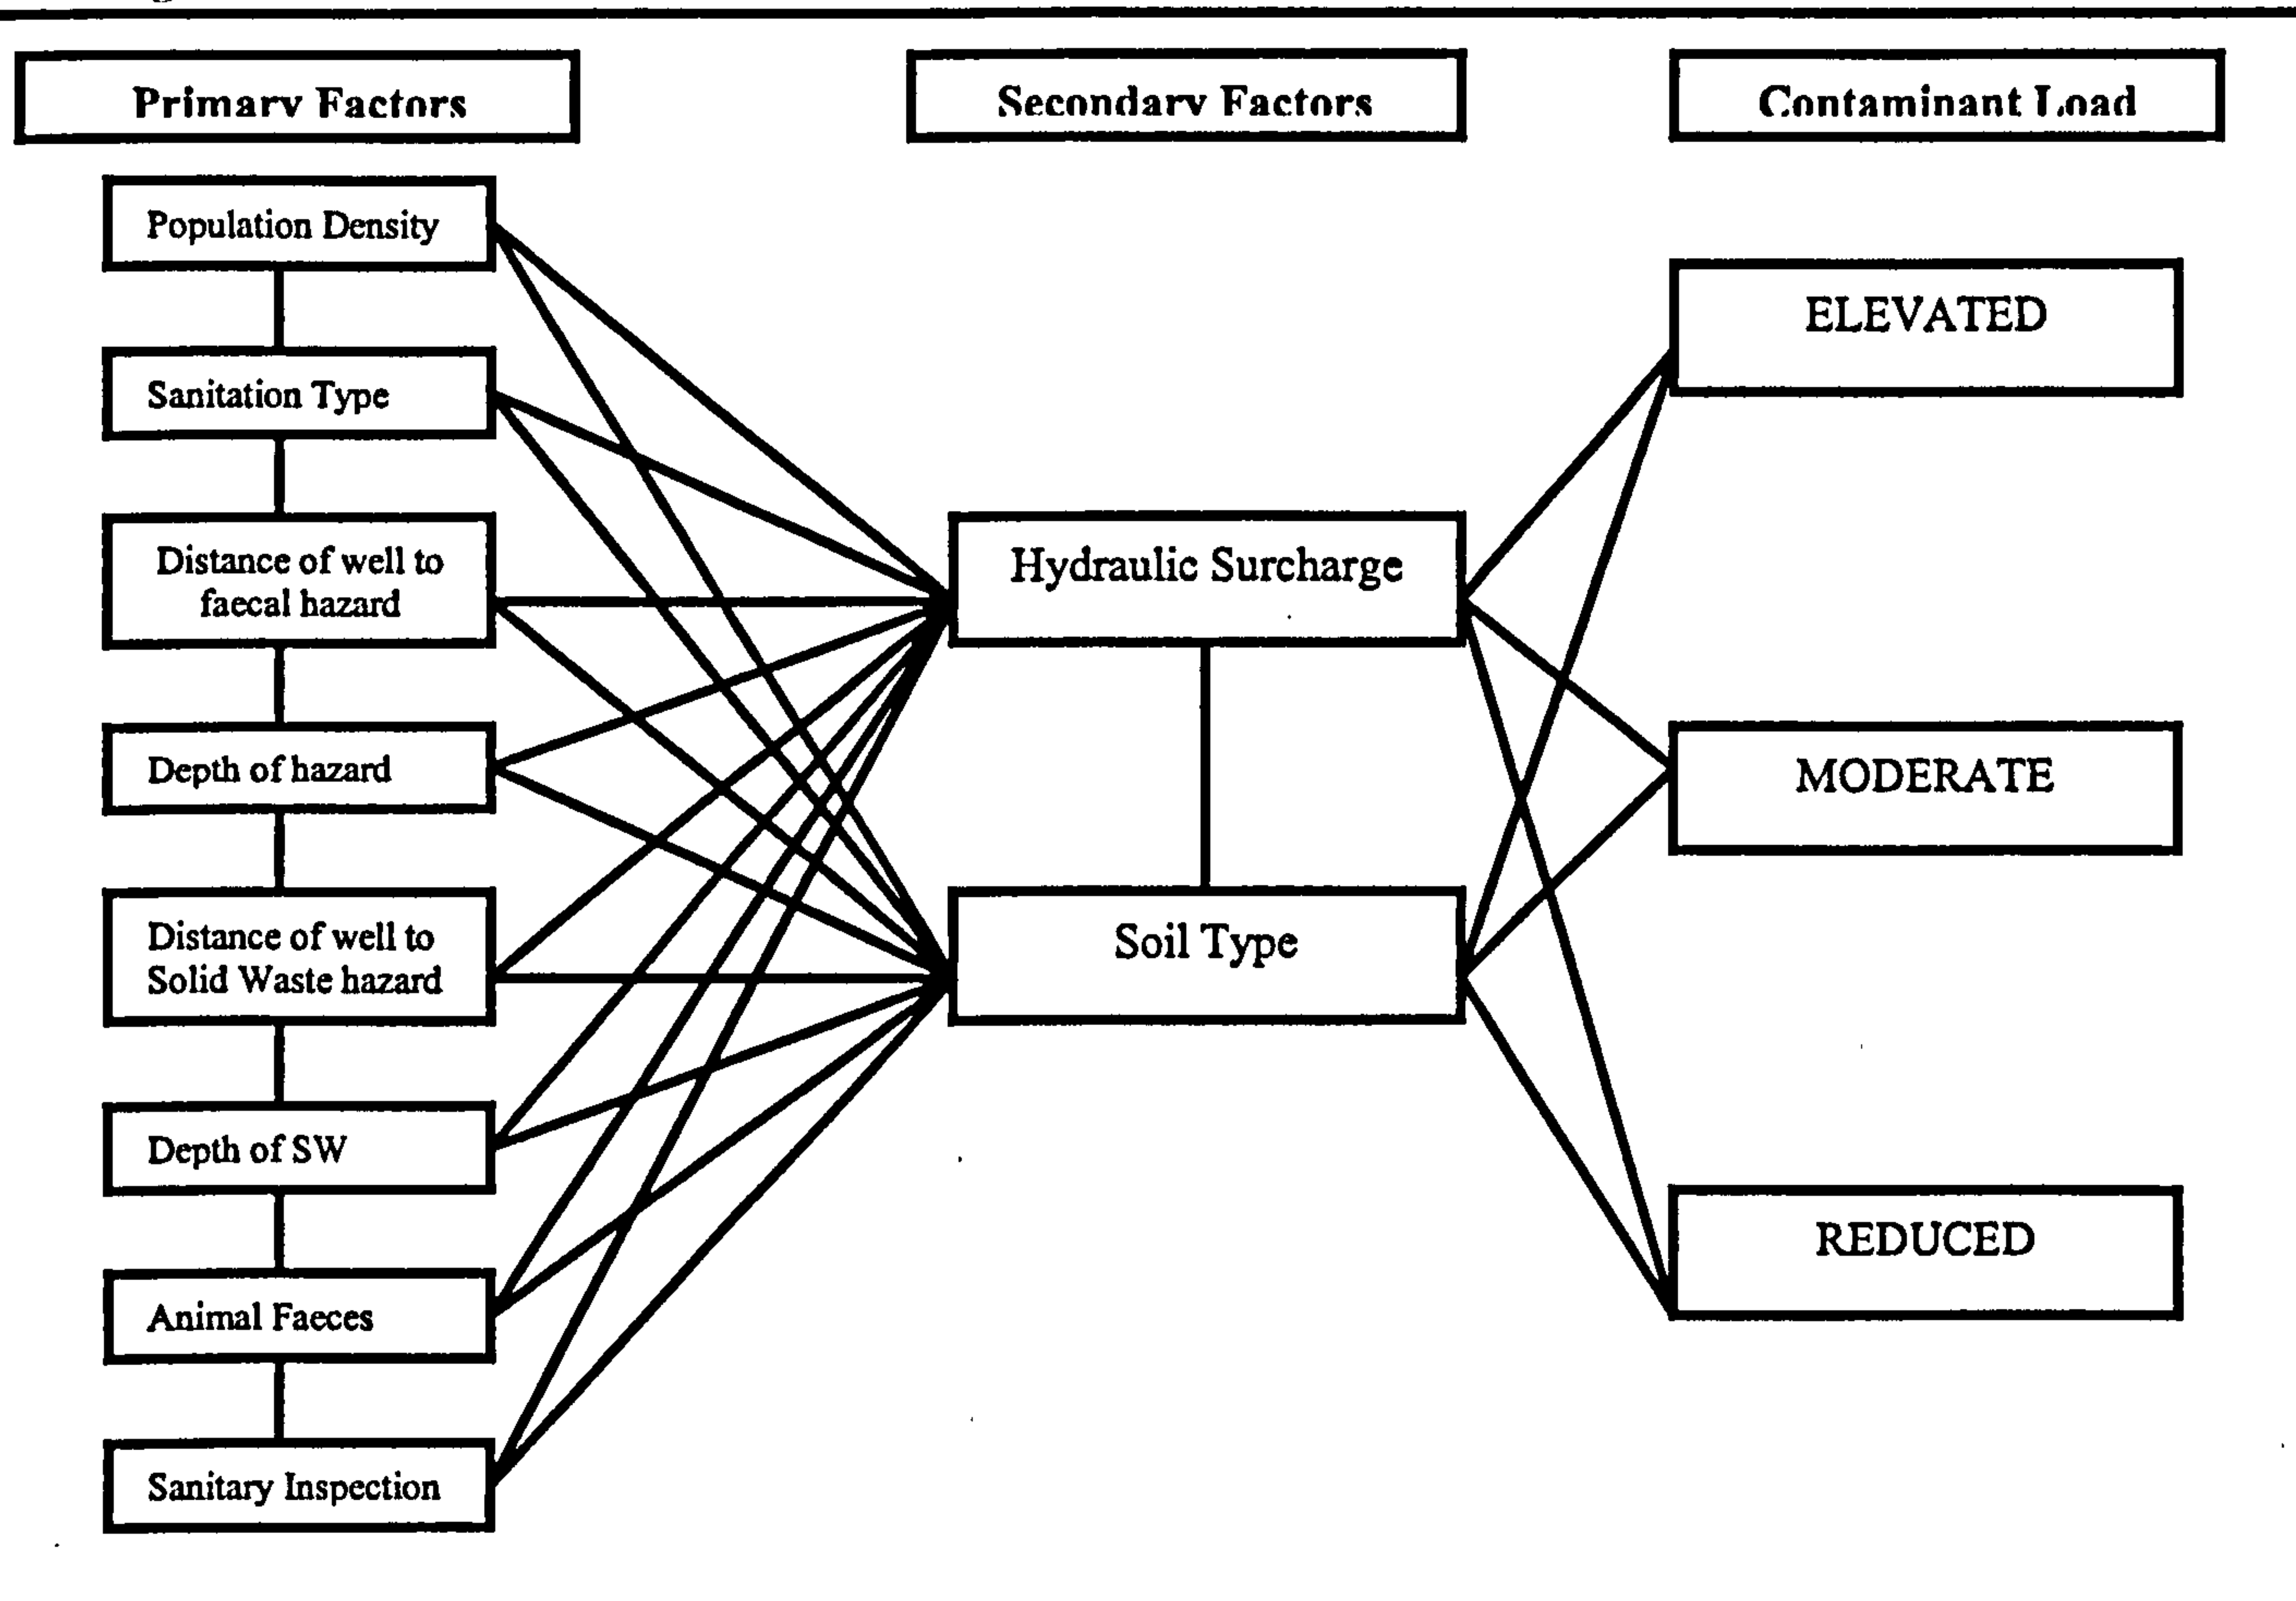 Primary Factors
Secondary Factors
Contaminant Load
Population Density
Sanitation Type
Distance of well to
faecal hazard
Depth of hazard
Distance of well to
Solid Waste hazard
Depth of SW
Animal Faeces
Sanitary Inspection
Hydraulic Surcharge
Soil Type
ELEVATED
MODERATE
REDUCED